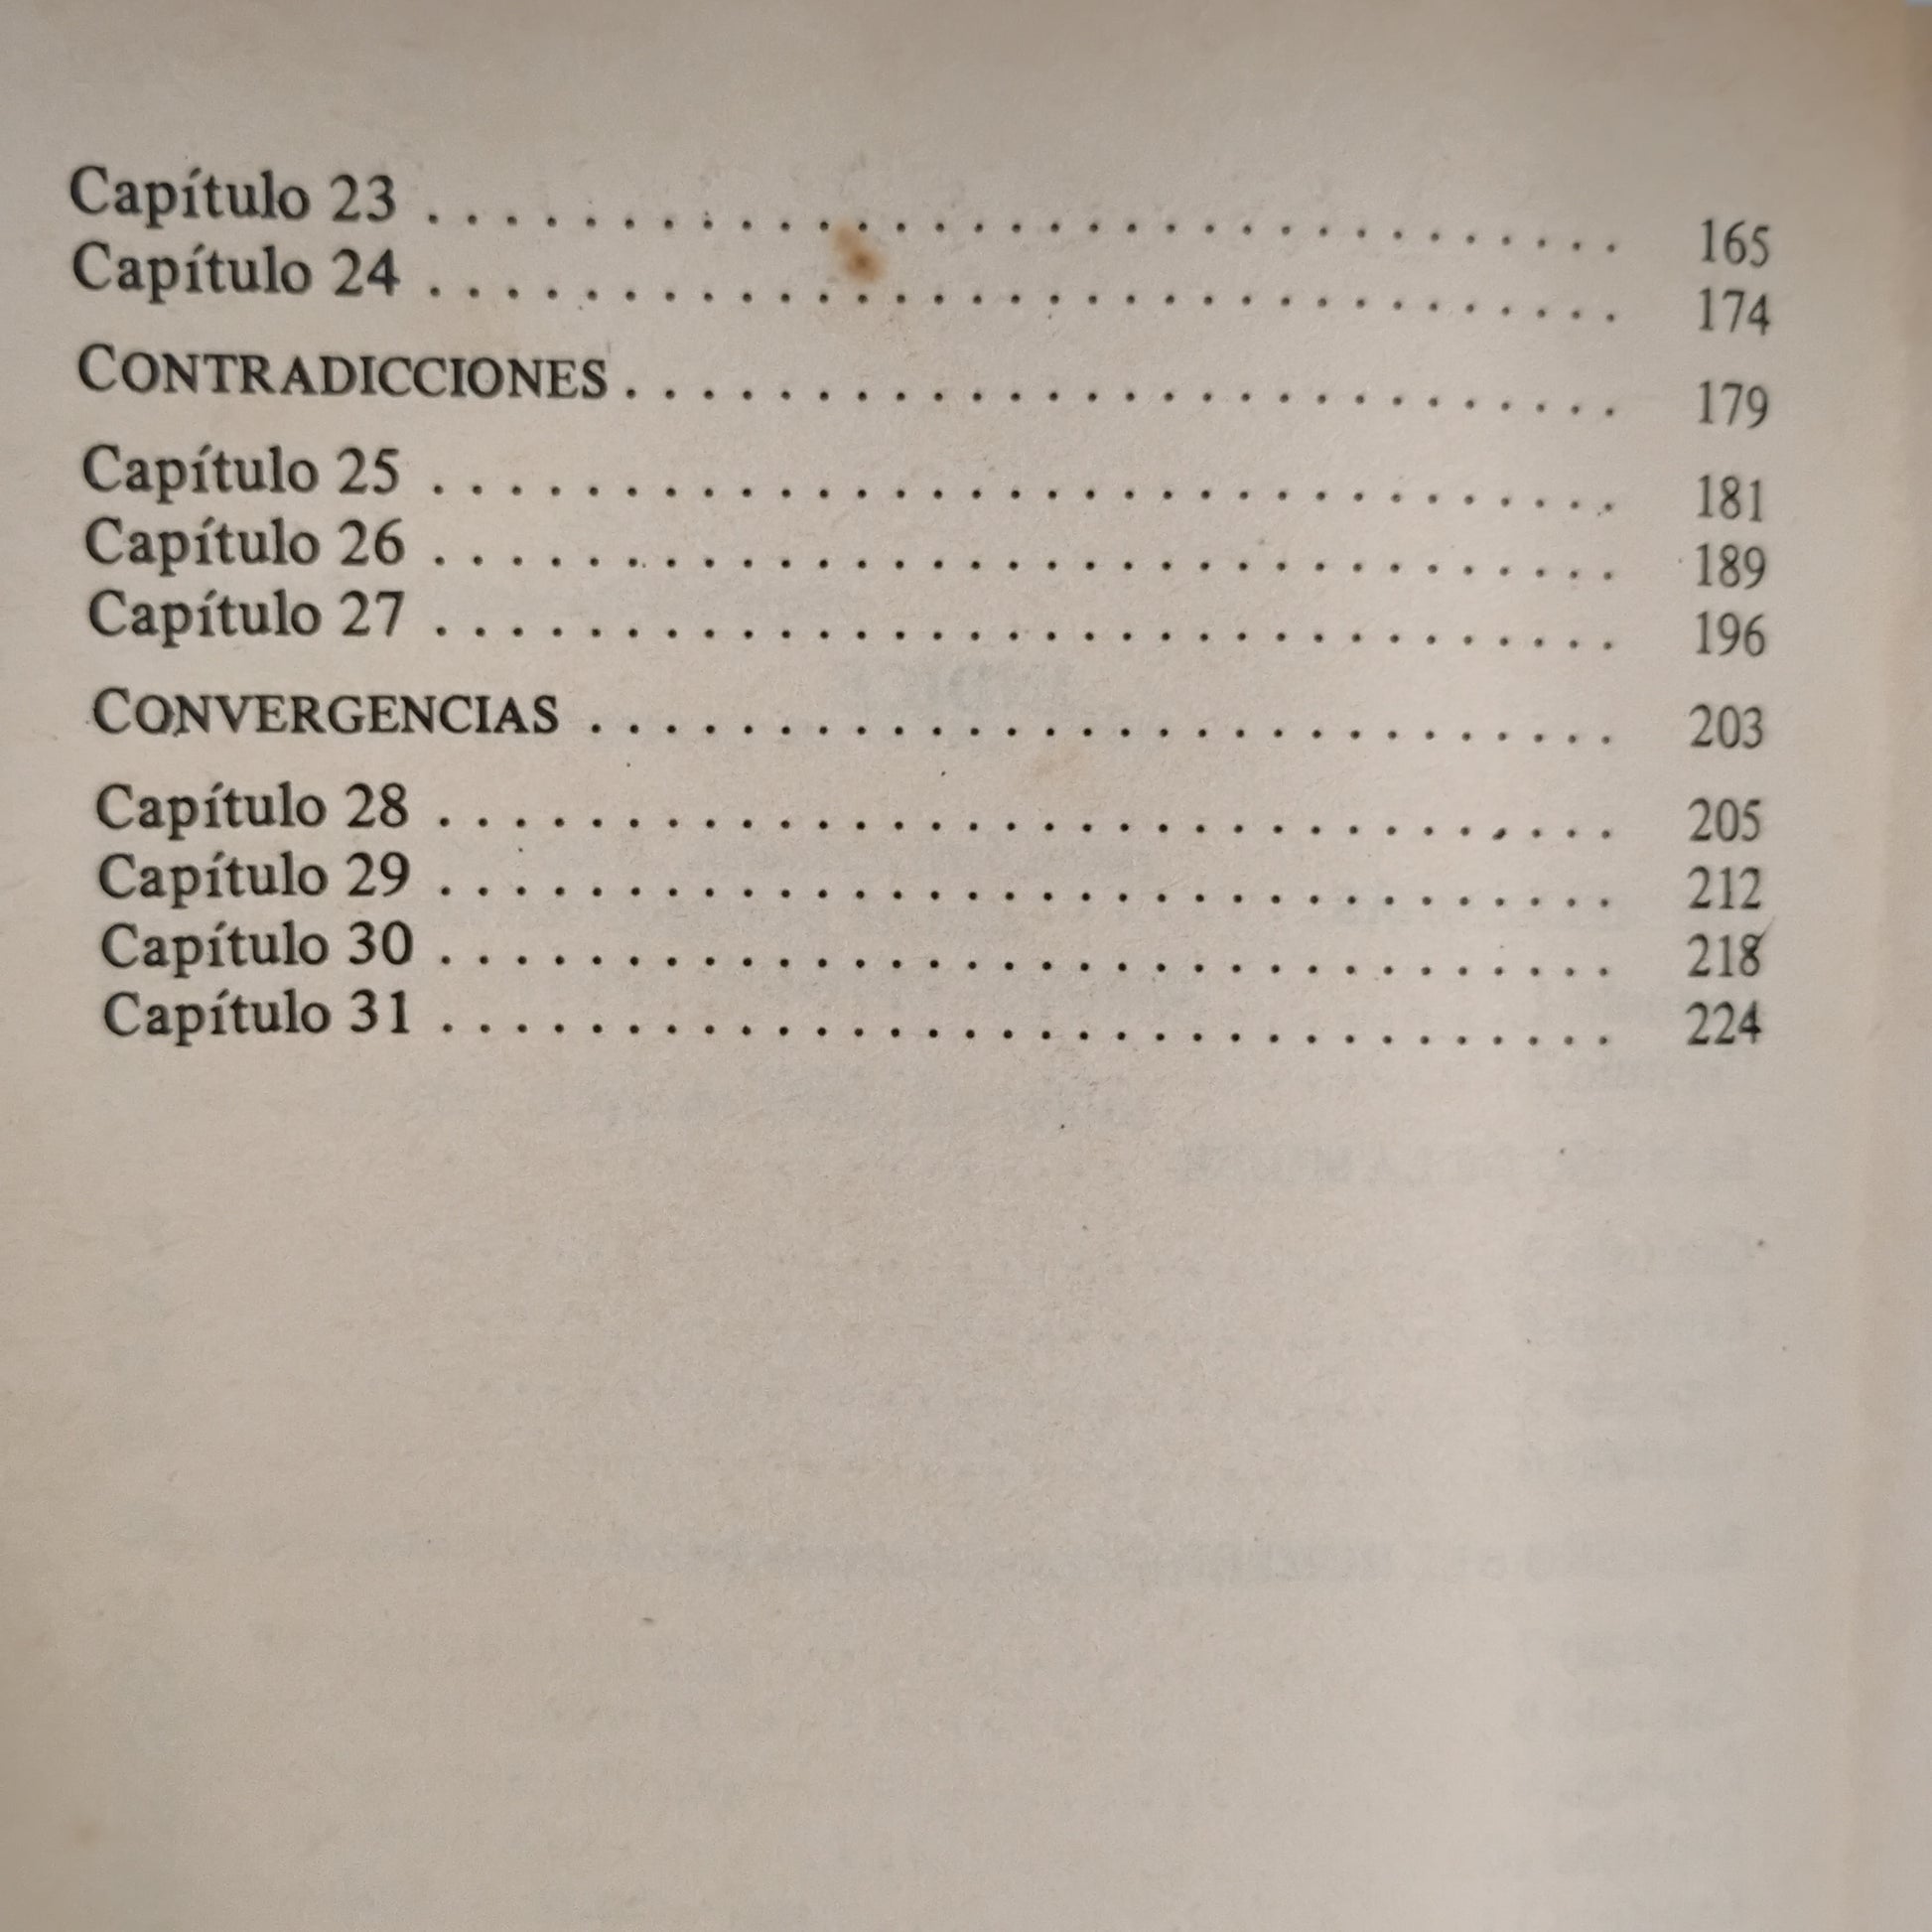 Capítulo 23 . . . . . . . . . . . . . . . . . . . . . . . . . . . . . . . 165
Capítulo 24 . . . . . . . . . . . . . . . . . . . . . . . . . . . . . . . 174
CONTRADICCIONES . . . . . . . . . . . . . . . . . . . . . . . . . . 179
Capítulo 25 . . . . . . . . . . . . . . . . . . . . . . . . . . . . . . . 181
Capítulo 26 . . . . . . . . . . . . . . . . . . . . . . . . . . . . . . . 189
Capítulo 27 . . . . . . . . . . . . . . . . . . . . . . . . . . . . . . . 196
CONVERGENCIAS . . . . . . . . . . . . . . . . . . . . . . . . . . . 203
Capítulo 28 . . . . . . . . . . . . . . . . . . . . . . . . . . . . . . . 205
Capítulo 29 . . . . . . . . . . . . . . . . . . . . . . . . . . . . . . . 212
Capítulo 30 . . . . . . . . . . . . . . . . . . . . . . . . . . . . . . . 218
Capítulo 31 . . . . . . . . . . . . . . . . . . . . . . . . . . . . . . . 224